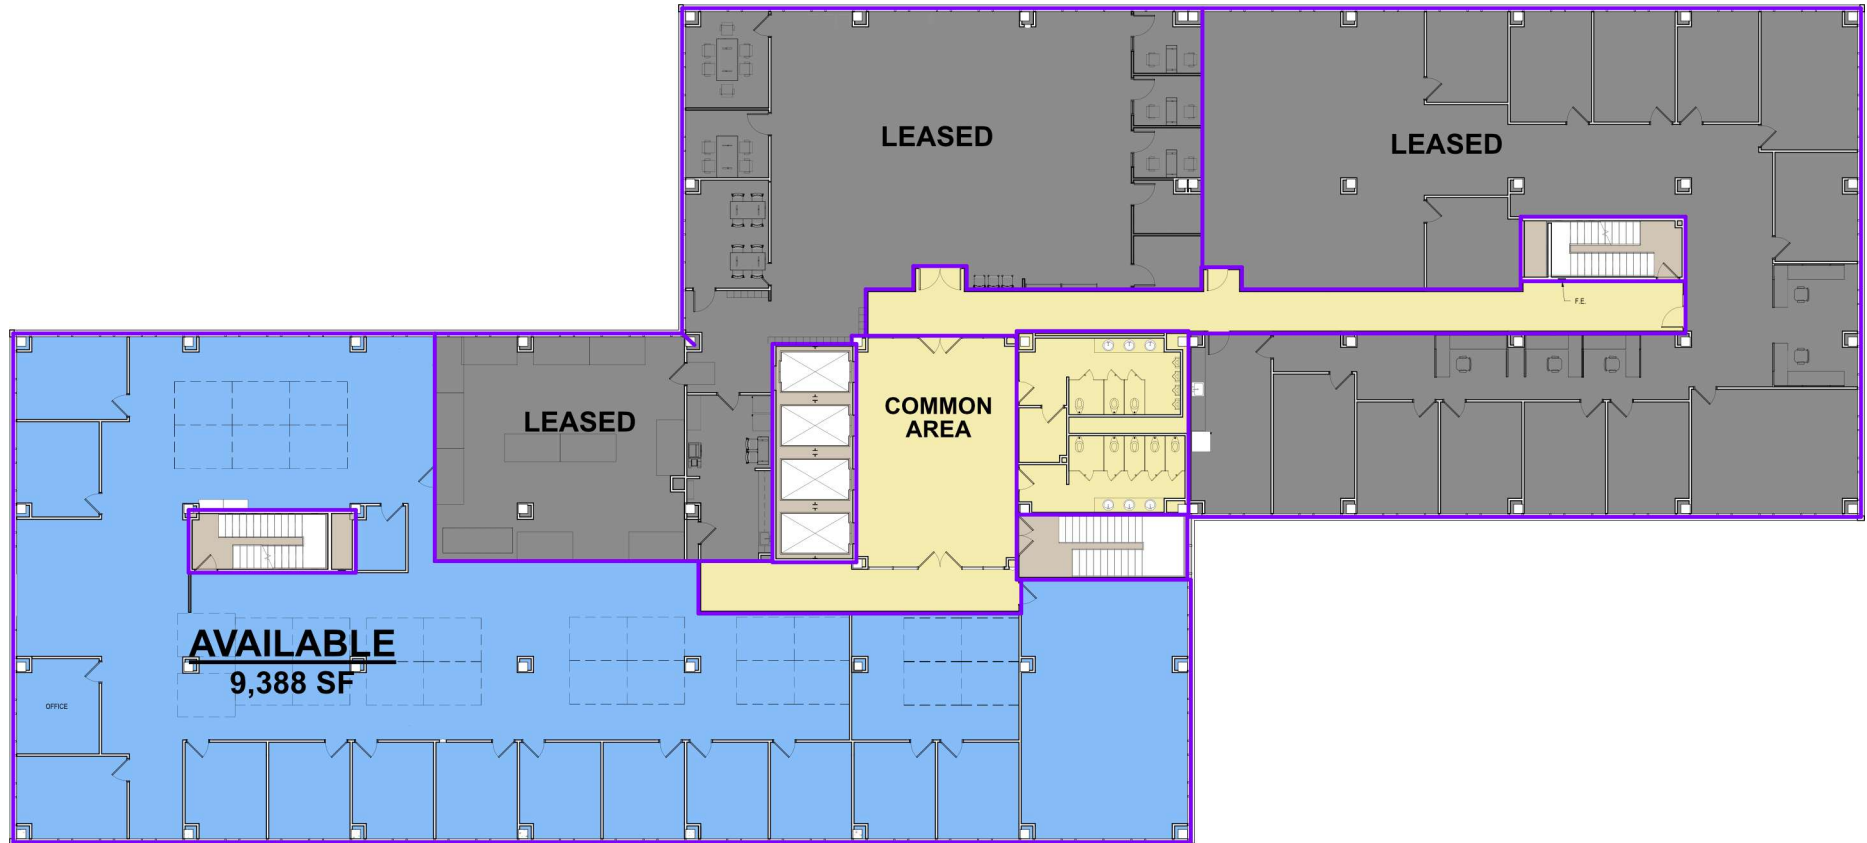 LEASED
LEASED
F.E.
LEASED
COMMON
AREA
AVAILABLE
9,388 SF
OFFICE